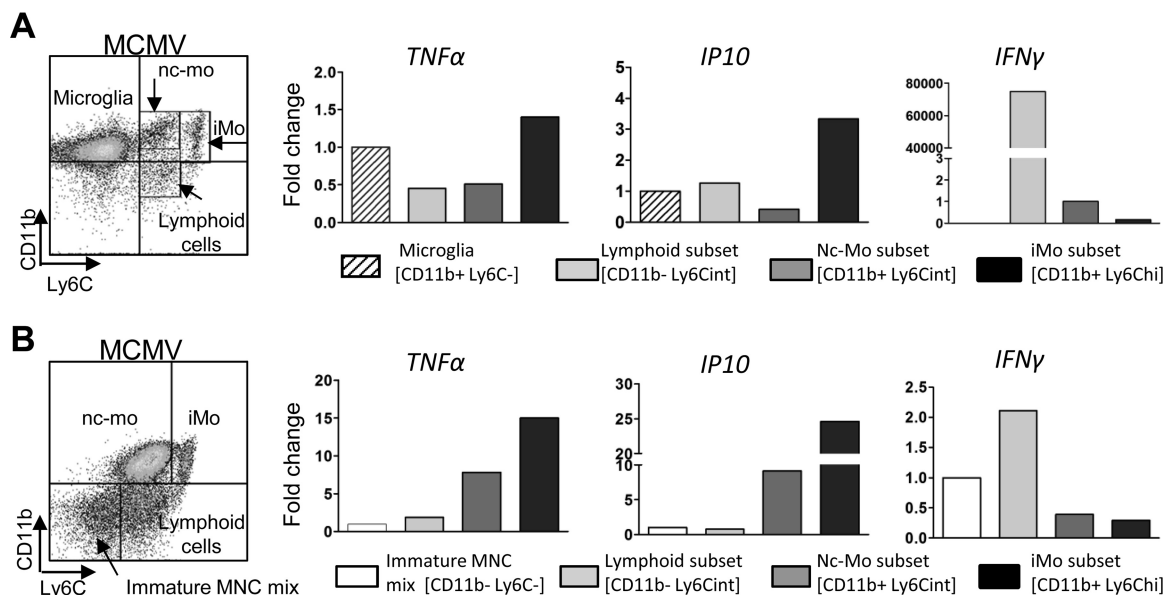 A
MCMV
nc-mo
Microglia
iMo
Lymphoid
cells
CD11b
Ly6C
TNFα
Fold change
2.0
1.5
1.0
0.5
0.0
IP10
5
4
3
2
1
0
IFNγ
80000
60000
40000
3
2
1
0
Microglia
[CD11b+ Ly6C-]
Lymphoid subset
[CD11b- Ly6Cint]
Nc-Mo subset
[CD11b+ Ly6Cint]
iMo subset
[CD11b+ Ly6Chi]
B
MCMV
nc-mo
iMo
Lymphoid
cells
CD11b
Ly6C
Immature MNC mix
TNFα
Fold change
20
15
10
5
0
IP10
30
25
20
10
5
0
IFNγ
2.5
2.0
1.5
1.0
0.5
0.0
Immature MNC
mix [CD11b- Ly6C-]
Lymphoid subset
[CD11b- Ly6Cint]
Nc-Mo subset
[CD11b+ Ly6Cint]
iMo subset
[CD11b+ Ly6Chi]